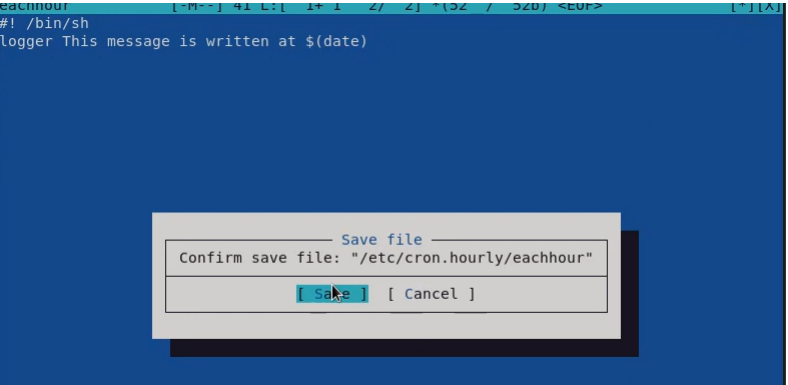 eachhour [-M--] 41 L:[ 1+ 1 2/ 2] *(52 / 52b) <EOF> [*][X]
#! /bin/sh
logger This message is written at $(date)
Save file
Confirm save file: "/etc/cron.hourly/eachhour"
[ Save ] [ Cancel ]